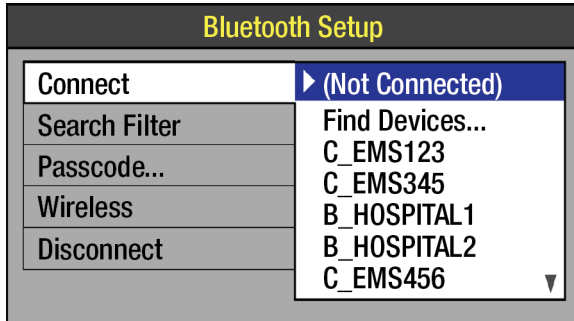 Bluetooth Setup
Connect
Search Filter
Passcode...
Wireless
Disconnect
(Not Connected)
Find Devices...
C_EMS123
C_EMS345
B_HOSPITAL1
B_HOSPITAL2
C_EMS456